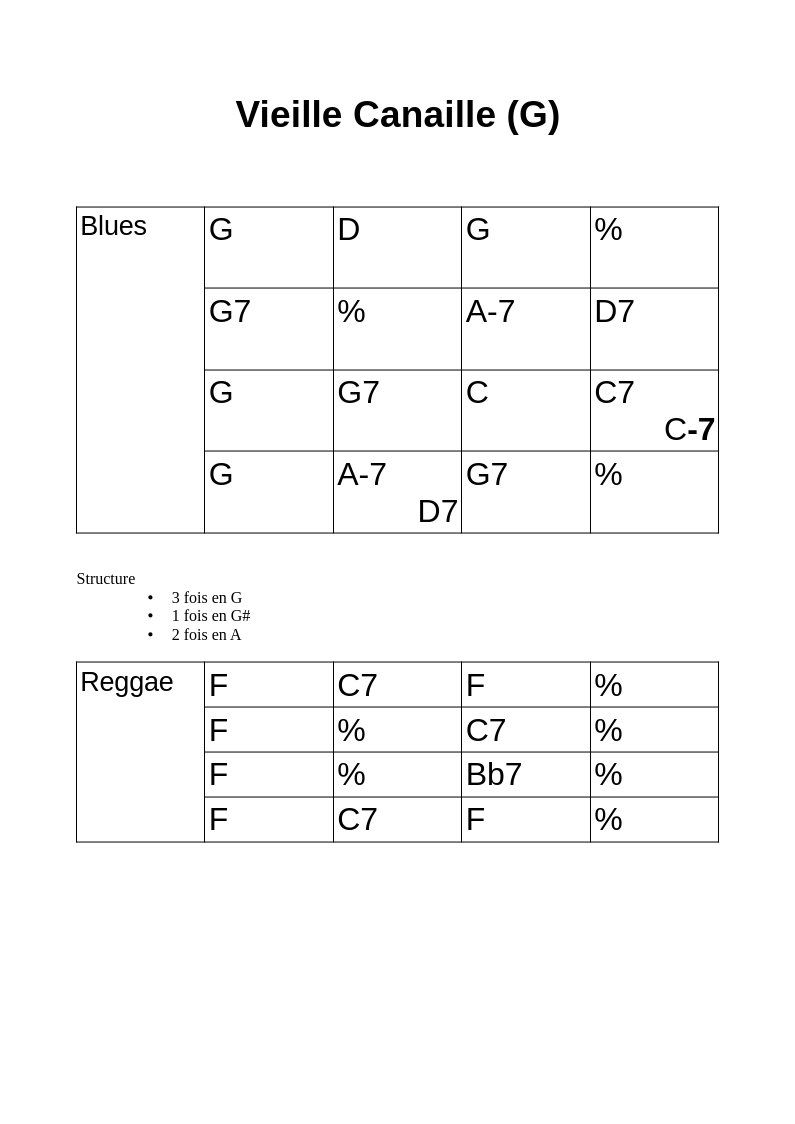 Vieille Canaille (G)
Blues G D G %
G7 % A-7 D7
G G7 C C7
C-7
G A-7 G7 %
D7
Structure
• 3 fois en G
• 1 fois en G#
• 2 fois en A
Reggae F C7 F %
F % C7 %
F % Bb7 %
F C7 F %